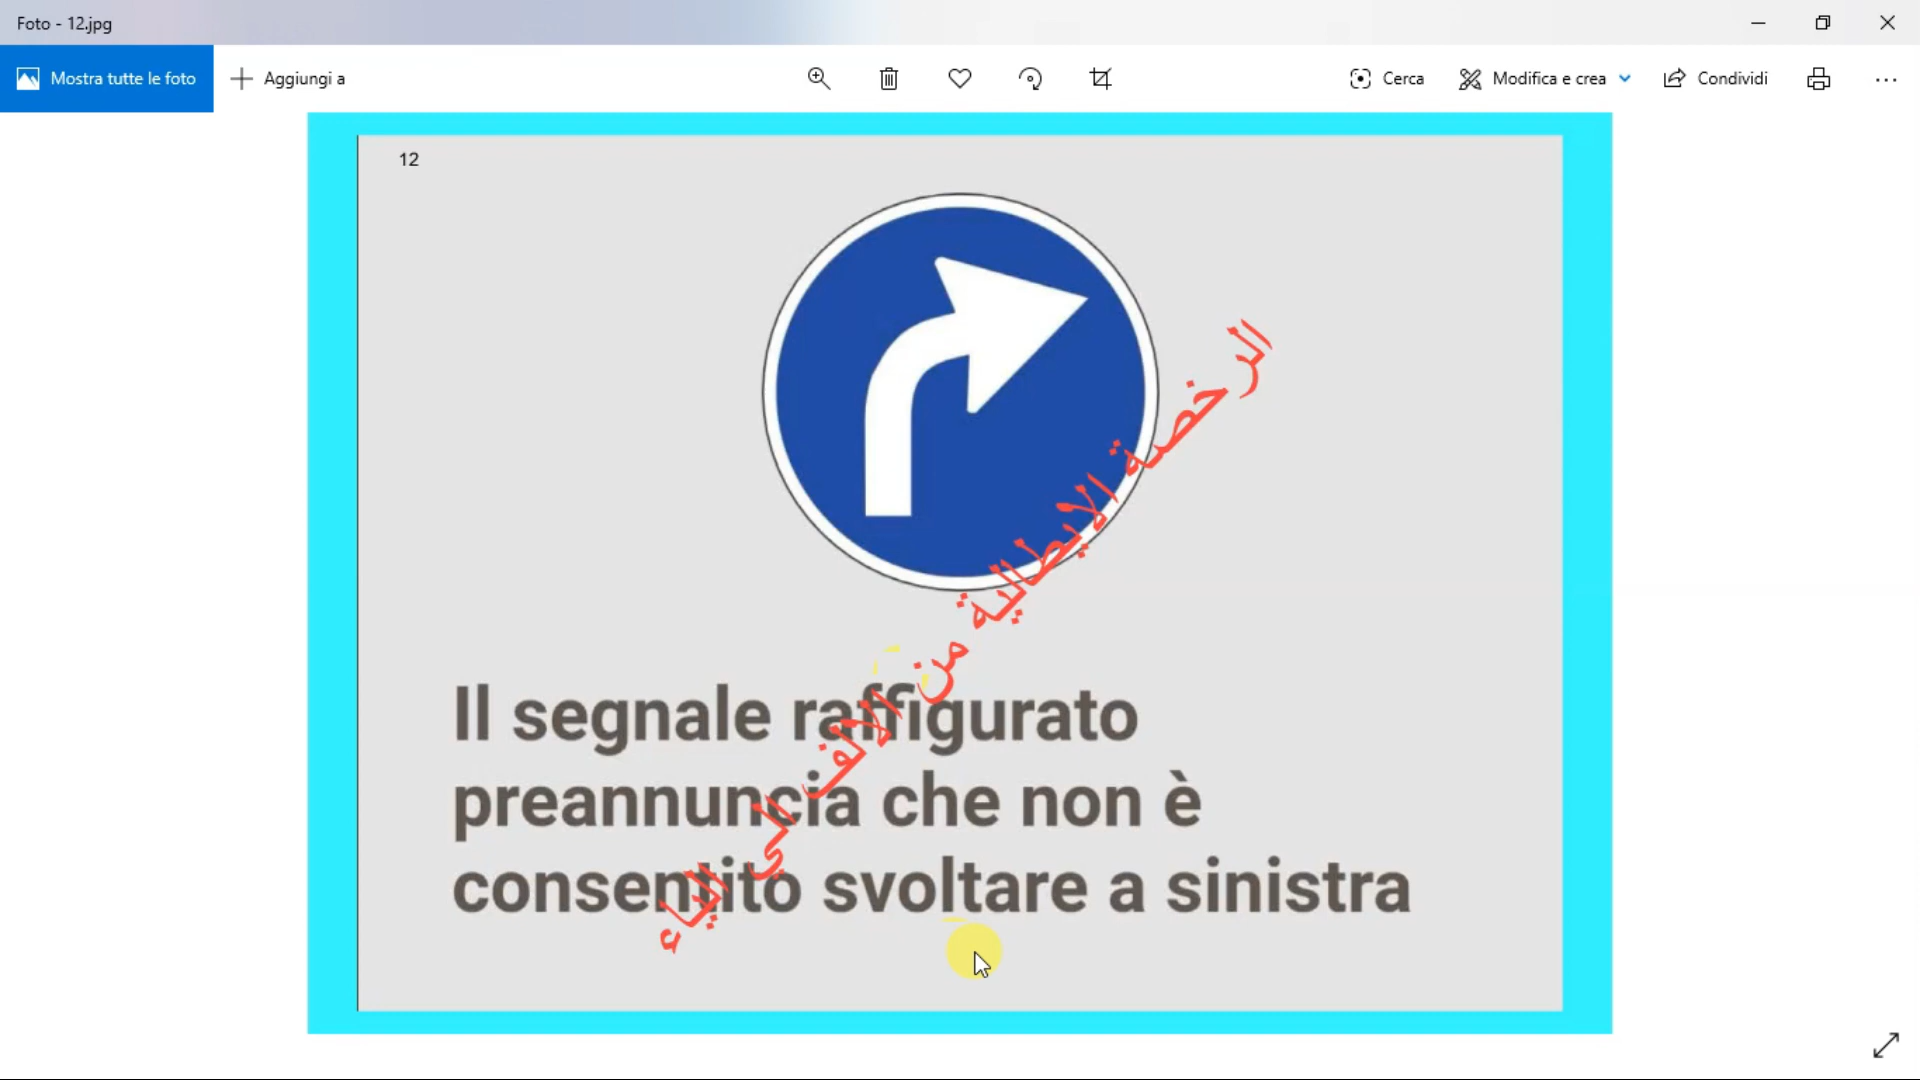 Foto - 12.jpg
Mostra tutte le foto
Aggiungi a
Cerca
Modifica e crea
Condividi
12
الرخصة الايطالية من الالف الي الياء
Il segnale raffigurato
preannuncia che non è
consentito svoltare a sinistra